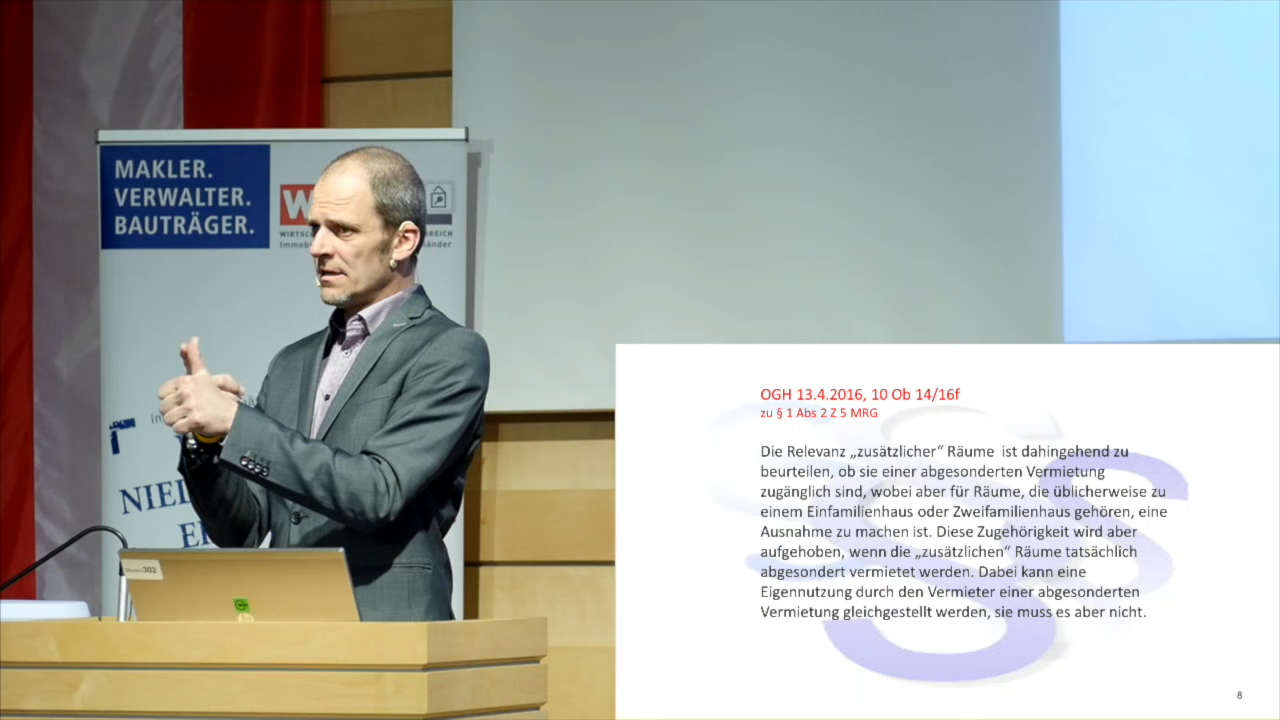 MAKLER.
VERWALTER.
BAUTRÄGER.
W
Immob
änder
NIED
OGH 13.4.2016, 10 Ob 14/16f
zu § 1 Abs 2 Z 5 MRG
Die Relevanz „zusätzlicher“ Räume ist dahingehend zu
beurteilen, ob sie einer abgesonderten Vermietung
zugänglich sind, wobei aber für Räume, die üblicherweise zu
einem Einfamilienhaus oder Zweifamilienhaus gehören, eine
Ausnahme zu machen ist. Diese Zugehörigkeit wird aber
aufgehoben, wenn die „zusätzlichen“ Räume tatsächlich
abgesondert vermietet werden. Dabei kann eine
Eigennutzung durch den Vermieter einer abgesonderten
Vermietung gleichgestellt werden, sie muss es aber nicht.
8